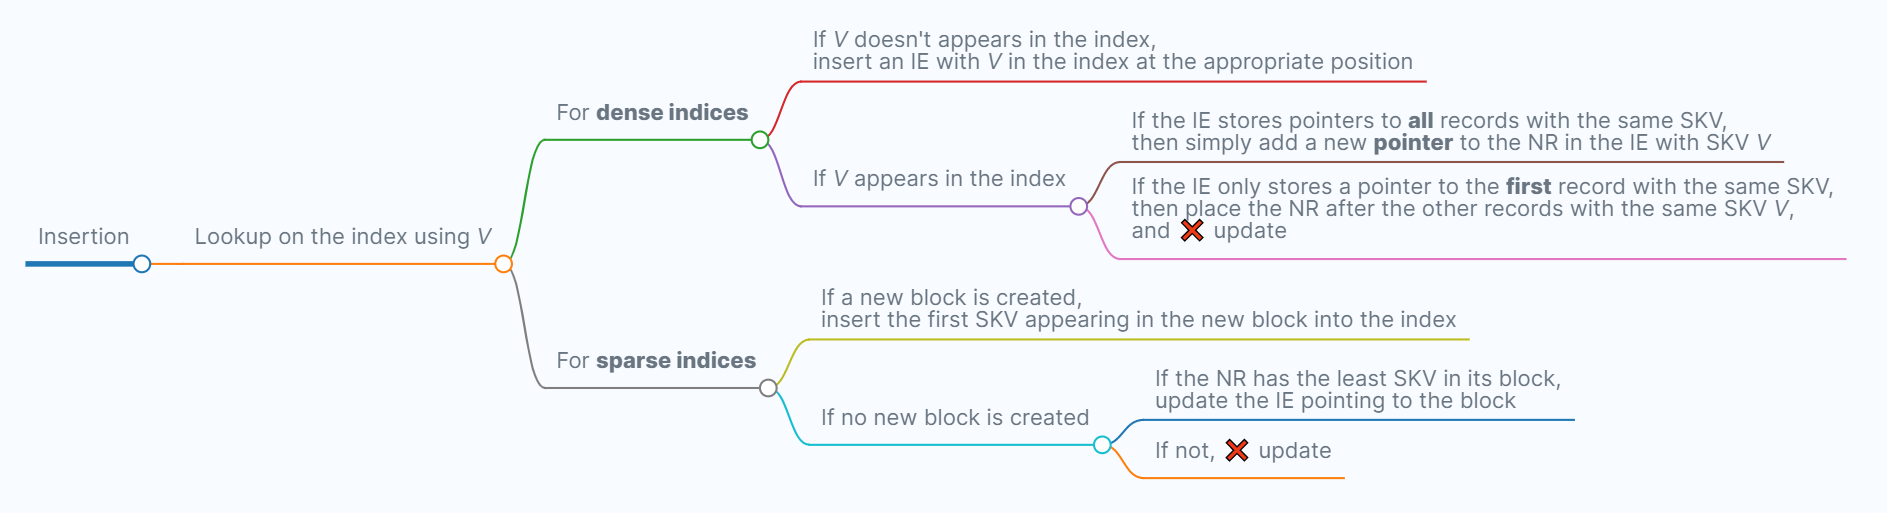 Insertion
Lookup on the index using V
For dense indices
If V doesn't appears in the index,
insert an IE with V in the index at the appropriate position
If V appears in the index
If the IE stores pointers to all records with the same SKV,
then simply add a new pointer to the NR in the IE with SKV V
If the IE only stores a pointer to the first record with the same SKV,
then place the NR after the other records with the same SKV V,
and ❌ update
For sparse indices
If a new block is created,
insert the first SKV appearing in the new block into the index
If no new block is created
If the NR has the least SKV in its block,
update the IE pointing to the block
If not, ❌ update